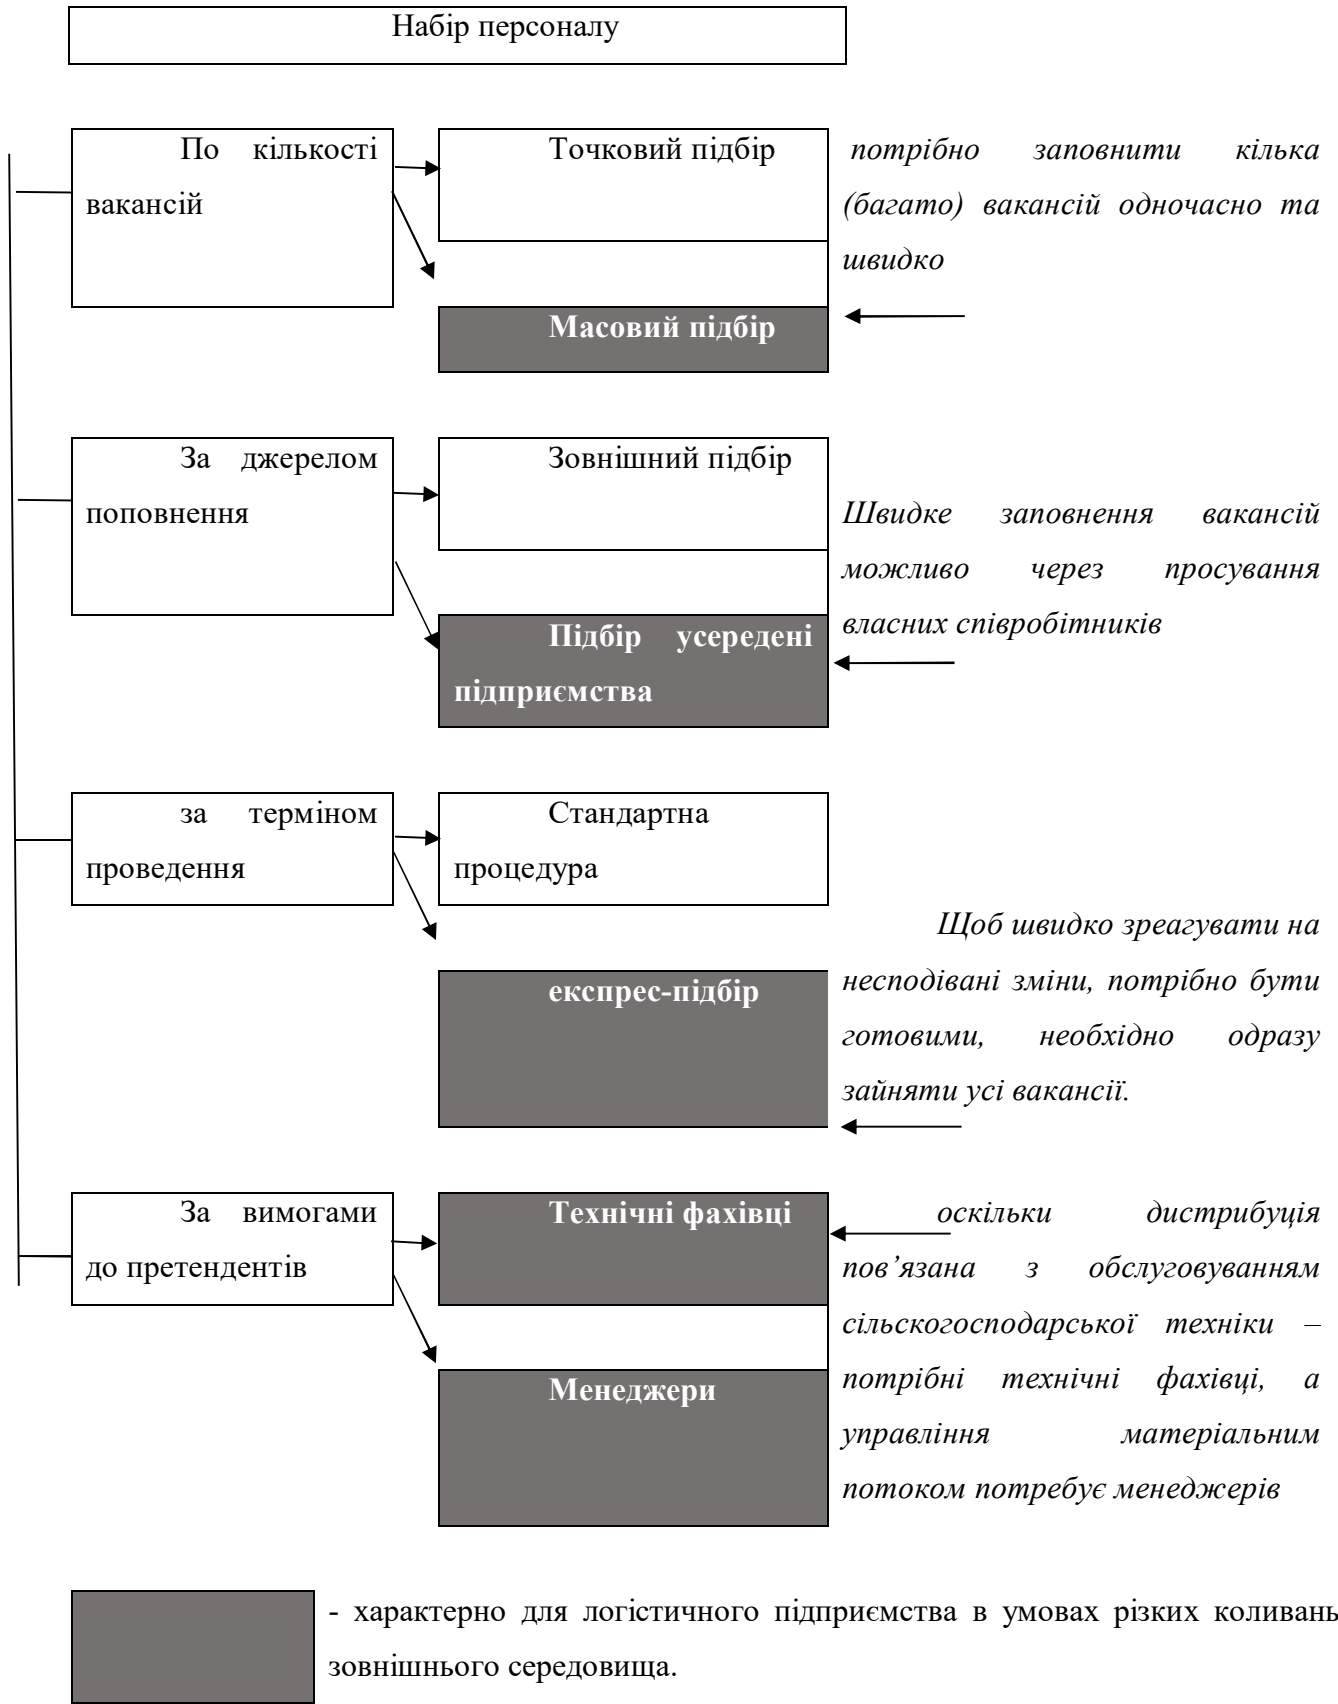 Набір персоналу
По кількості
вакансій
Точковий підбір
потрібно заповнити кілька
(багато) вакансій одночасно та
швидко
Масовий підбір
За джерелом
поповнення
Зовнішний підбір
Швидке заповнення вакансій
можливо через просування
власних співробітників
Підбір усередені
підприємства
за терміном
проведення
Стандартна
процедура
Щоб швидко зреагувати на
несподівані зміни, потрібно бути
готовими, необхідно одразу
зайняти усі вакансії.
експрес-підбір
За вимогами
до претендентів
Технічні фахівці
оскільки дистрибуція
пов’язана з обслуговуванням
сільскогосподарської техніки –
потрібні технічні фахівці, а
управління матеріальним
потоком потребує менеджерів
Менеджери
- характерно для логістичного підприємства в умовах різких коливань
зовнішнього середовища.